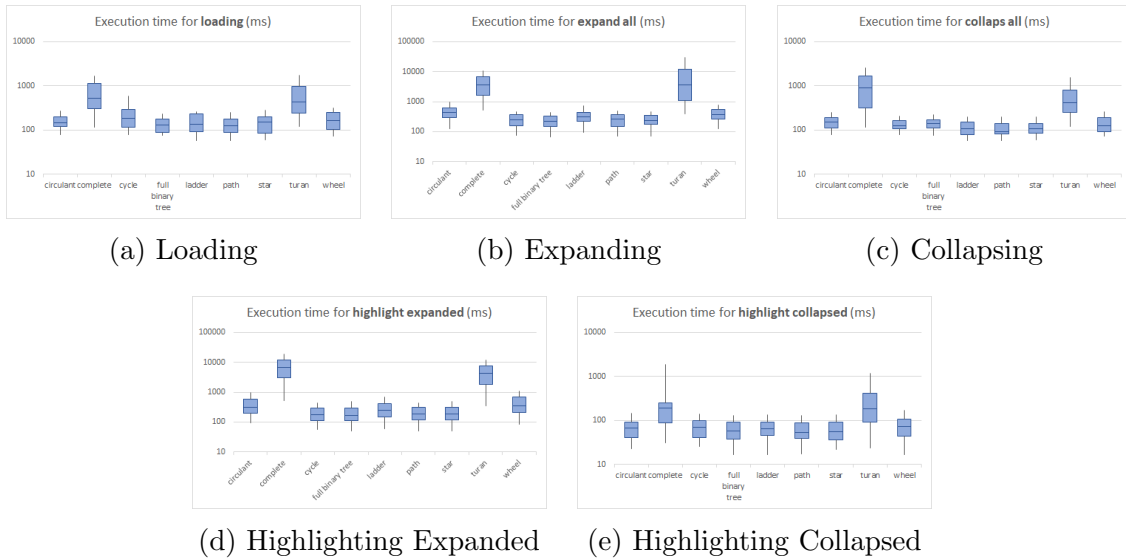 Execution time for loading (ms)
10000
1000
100
10
circulant complete cycle full binary tree ladder path star turan wheel
(a) Loading
Execution time for expand all (ms)
100000
10000
1000
100
10
circulant complete cycle full binary tree ladder path star turan wheel
(b) Expanding
Execution time for collaps all (ms)
10000
1000
100
10
circulant complete cycle full binary tree ladder path star turan wheel
(c) Collapsing
Execution time for highlight expanded (ms)
100000
10000
1000
100
10
circulant complete cycle full binary tree ladder path star turan wheel
(d) Highlighting Expanded
Execution time for highlight collapsed (ms)
10000
1000
100
10
circulant complete cycle full binary tree ladder path star turan wheel
(e) Highlighting Collapsed